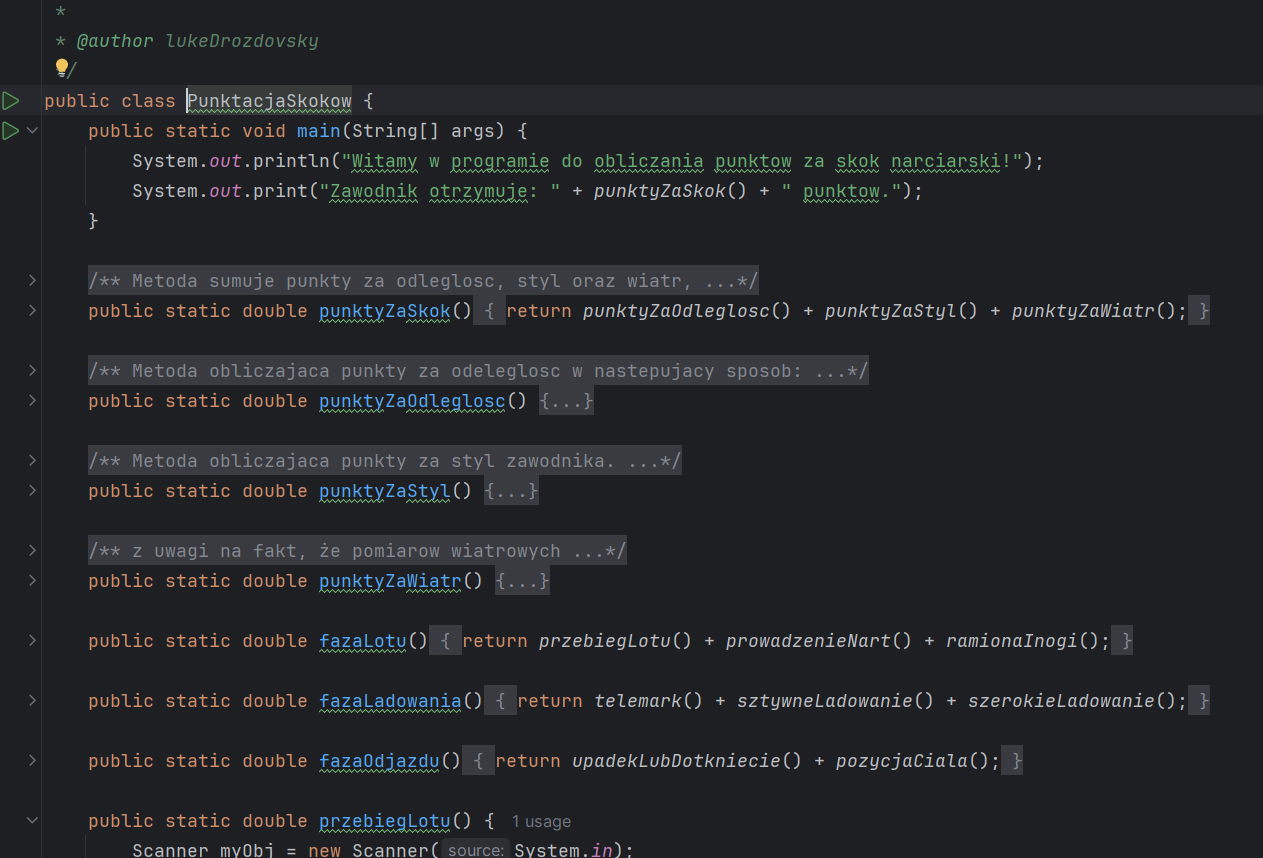 *
* @author lukeDrozdovsky
*/
public class PunktacjaSkokow {
public static void main(String[] args) {
System.out.println("Witamy w programie do obliczania punktow za skok narciarski!");
System.out.print("Zawodnik otrzymuje: " + punktyZaSkok() + " punktow.");
}
/** Metoda sumuje punkty za odleglosc, styl oraz wiatr, ...*/
public static double punktyZaSkok() { return punktyZaOdleglosc() + punktyZaStyl() + punktyZaWiatr(); }
/** Metoda obliczajaca punkty za odeleglosc w nastepujacy sposob: ...*/
public static double punktyZaOdleglosc() {...}
/** Metoda obliczajaca punkty za styl zawodnika. ...*/
public static double punktyZaStyl() {...}
/** z uwagi na fakt, że pomiarow wiatrowych ...*/
public static double punktyZaWiatr() {...}
public static double fazaLotu() { return przebiegLotu() + prowadzenieNart() + ramionaInogi(); }
public static double fazaLadowania() { return telemark() + sztywneLadowanie() + szerokieLadowanie(); }
public static double fazaOdjazdu() { return upadekLubDotkniecie() + pozycjaCiala(); }
public static double przebiegLotu() { 1 usage
Scanner myObj = new Scanner( source: System.in);